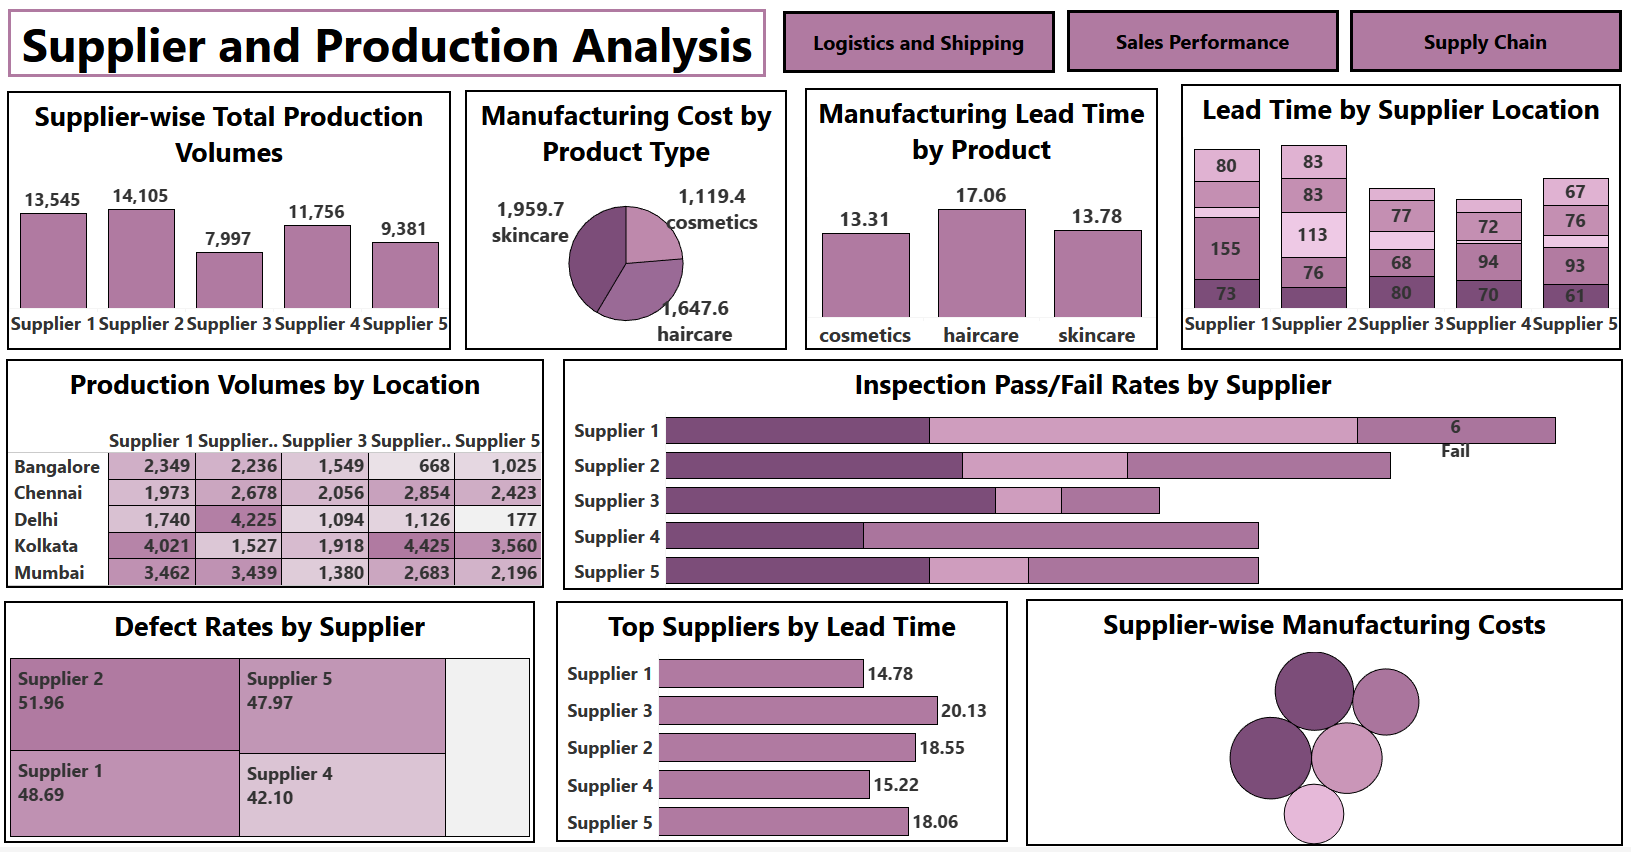 Supplier and Production Analysis
Logistics and Shipping
Sales Performance
Supply Chain
Supplier-wise Total Production
Volumes
13,545
14,105
7,997
11,756
9,381
Supplier 1 Supplier 2 Supplier 3 Supplier 4 Supplier 5
Manufacturing Cost by
Product Type
1,959.7
skincare
1,119.4
cosmetics
1,647.6
haircare
Manufacturing Lead Time
by Product
13.31
17.06
13.78
cosmetics haircare skincare
Lead Time by Supplier Location
80
155
73
83
83
113
76
77
68
80
72
94
70
67
76
93
61
Supplier 1 Supplier 2 Supplier 3 Supplier 4 Supplier 5
Production Volumes by Location
Supplier 1 Supplier.. Supplier 3 Supplier.. Supplier 5
Bangalore 2,349 2,236 1,549 668 1,025
Chennai 1,973 2,678 2,056 2,854 2,423
Delhi 1,740 4,225 1,094 1,126 177
Kolkata 4,021 1,527 1,918 4,425 3,560
Mumbai 3,462 3,439 1,380 2,683 2,196
Inspection Pass/Fail Rates by Supplier
Supplier 1
6
Fail
Supplier 2
Supplier 3
Supplier 4
Supplier 5
Defect Rates by Supplier
Supplier 2
51.96
Supplier 1
48.69
Supplier 5
47.97
Supplier 4
42.10
Top Suppliers by Lead Time
Supplier 1 14.78
Supplier 3 20.13
Supplier 2 18.55
Supplier 4 15.22
Supplier 5 18.06
Supplier-wise Manufacturing Costs